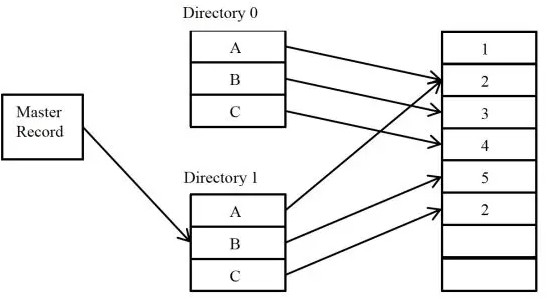 Directory 0
A
B
C
Master
Record
Directory 1
A
B
C
1
2
3
4
5
2